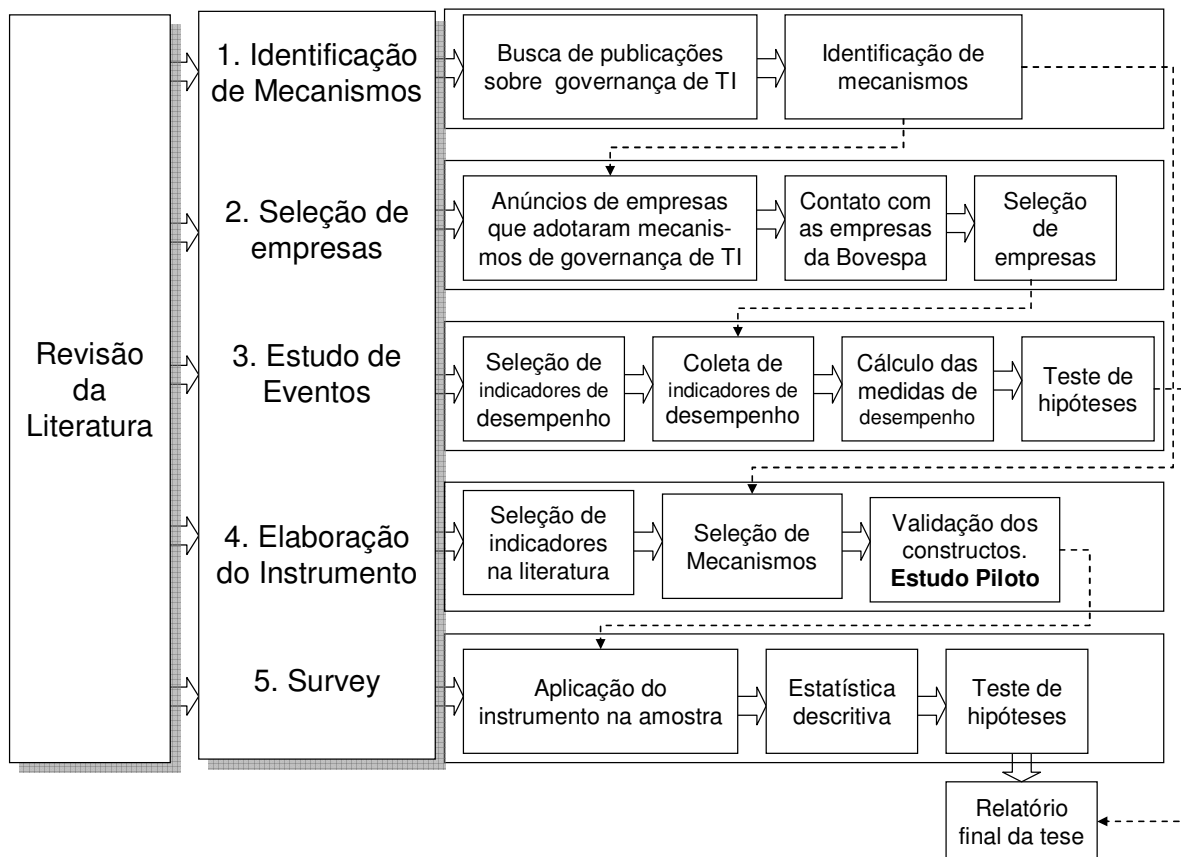 Revisão
da
Literatura
1. Identificação
de Mecanismos
Busca de publicações
sobre governança de TI
Identificação de
mecanismos
2. Seleção de
empresas
Anúncios de empresas
que adotaram mecanis-
mos de governança de TI
Contato com
as empresas
da Bovespa
Seleção
de
empresas
3. Estudo de
Eventos
Seleção de
indicadores de
desempenho
Coleta de
indicadores de
desempenho
Cálculo das
medidas de
desempenho
Teste de
hipóteses
4. Elaboração
do Instrumento
Seleção de
indicadores
na literatura
Seleção de
Mecanismos
Validação dos
constructos.
Estudo Piloto
5. Survey
Aplicação do
instrumento na amostra
Estatística
descritiva
Teste de
hipóteses
Relatório
final da tese